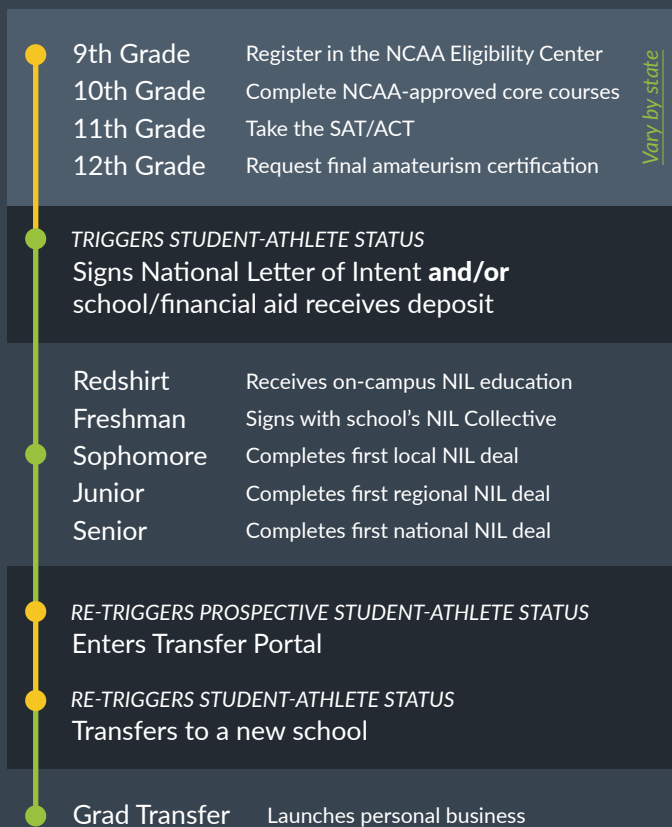 9th Grade Register in the NCAA Eligibility Center
10th Grade Complete NCAA-approved core courses
11th Grade Take the SAT/ACT
12th Grade Request final amateurism certification
Vary by state
TRIGGERS STUDENT-ATHLETE STATUS
Signs National Letter of Intent and/or
school/financial aid receives deposit
Redshirt Receives on-campus NIL education
Freshman Signs with school’s NIL Collective
Sophomore Completes first local NIL deal
Junior Completes first regional NIL deal
Senior Completes first national NIL deal
RE-TRIGGERS PROSPECTIVE STUDENT-ATHLETE STATUS
Enters Transfer Portal
RE-TRIGGERS STUDENT-ATHLETE STATUS
Transfers to a new school
Grad Transfer Launches personal business